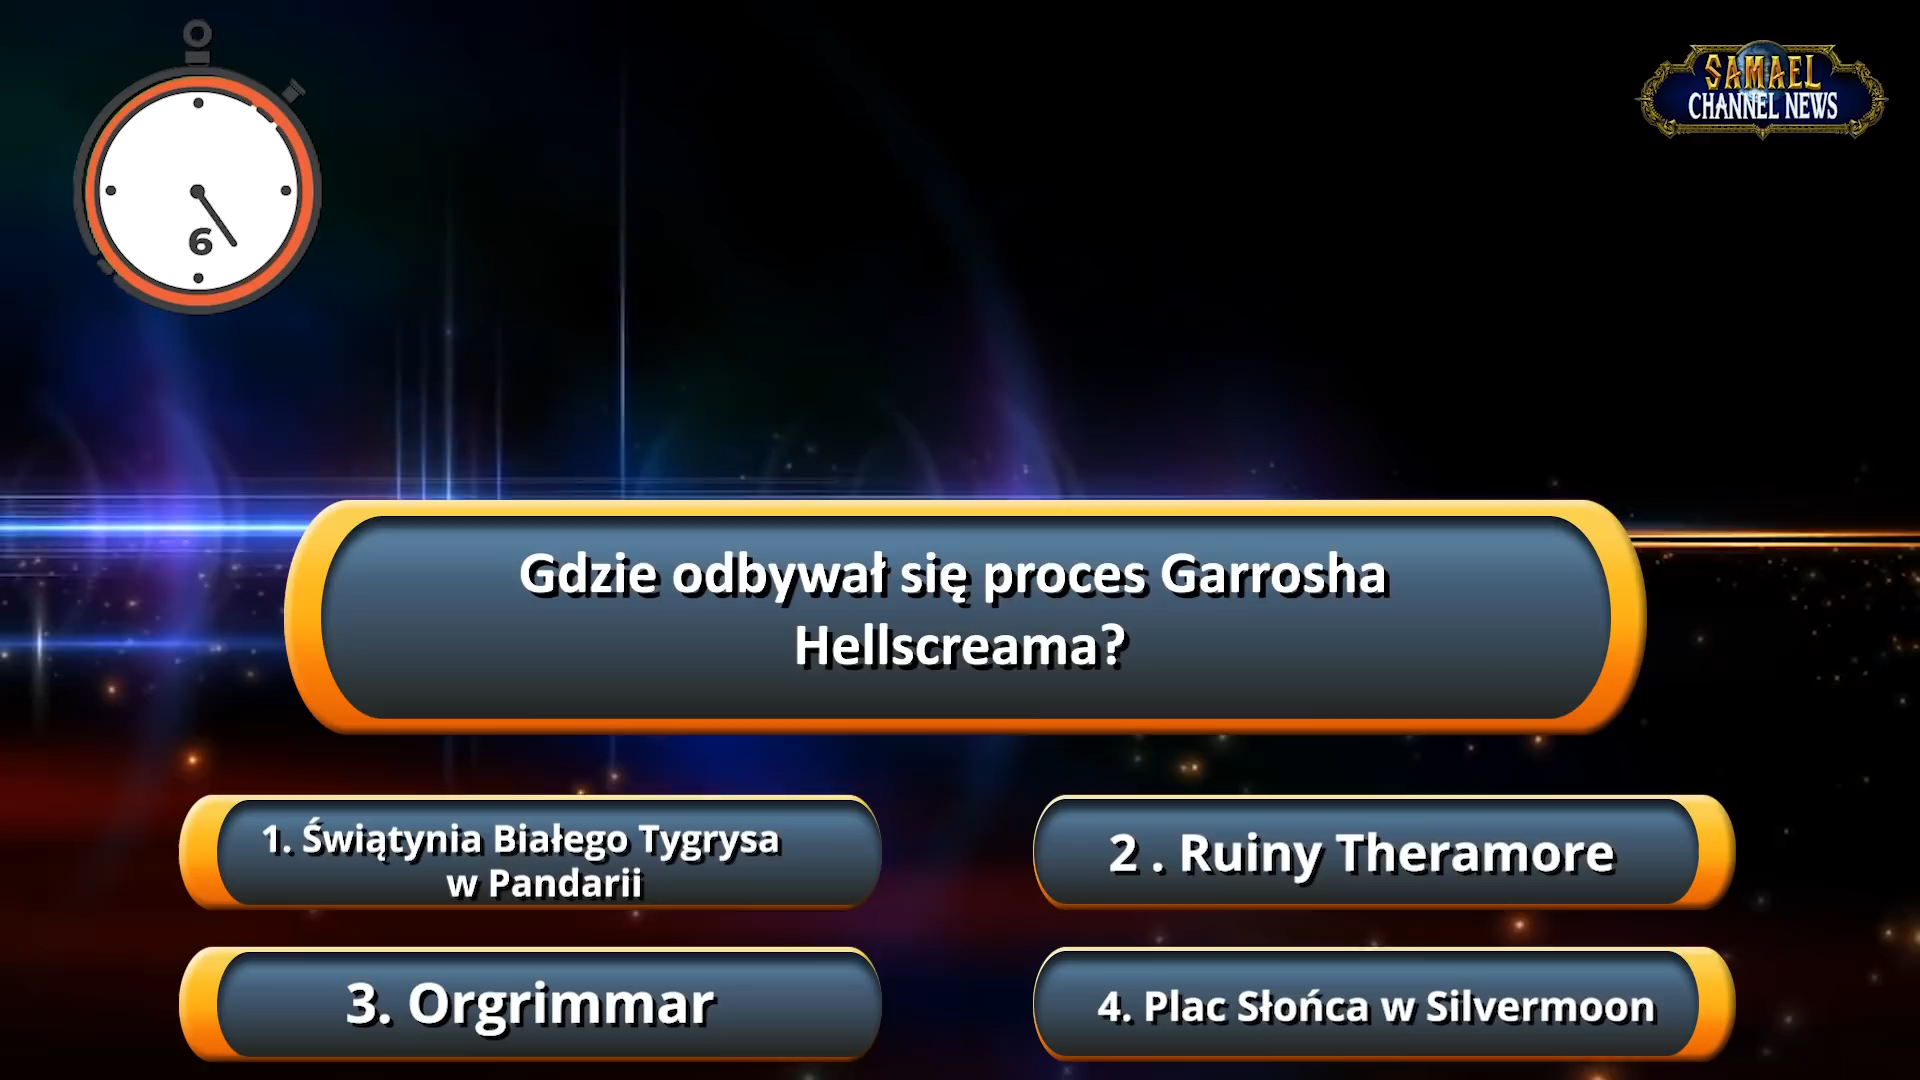 SAMAEL
CHANNEL NEWS
6
Gdzie odbywał się proces Garrosha
Hellscreama?
1. Świątynia Białego Tygrysa
w Pandarii
2 . Ruiny Theramore
3. Orgrimmar
4. Plac Słońca w Silvermoon